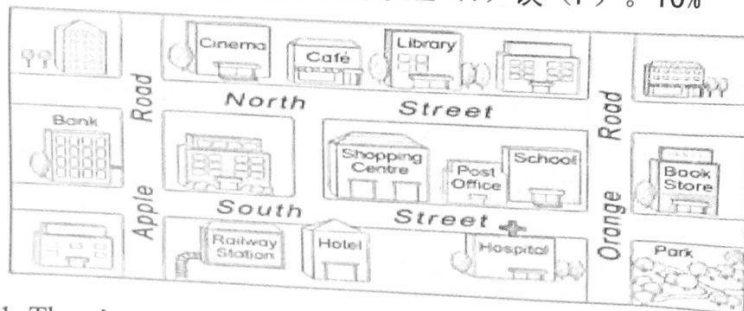 (F)。10%
Cinema
Café
Library
Road
North Street
Road
Bank
Shopping
Centre
Post
Office
School
Book
Store
Apple
South Street
Orange
Railway
Station
Hotel
Hospital
Park